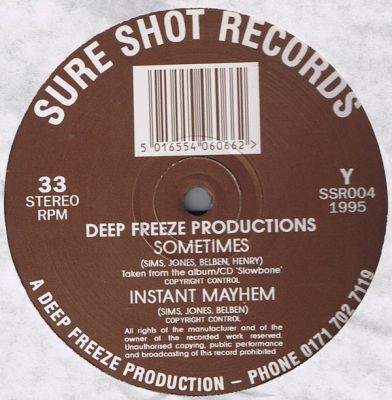 SURE SHOT RECORDS
5 016554 060662 >
33
STEREO
RPM
Y
SSR004
1995
DEEP FREEZE PRODUCTIONS
SOMETIMES
(SIMS, JONES, BELBEN, HENRY)
Taken from the album/CD 'Slowbone'
COPYRIGHT CONTROL
INSTANT MAYHEM
(SIMS, JONES, BELBEN)
COPYRIGHT CONTROL
All rights of the manufacturer and of the
owner of the recorded work reserved.
Unauthorised copying, public performance
and broadcasting of this record prohibited
A DEEP FREEZE PRODUCTION – PHONE 0171 702 7119